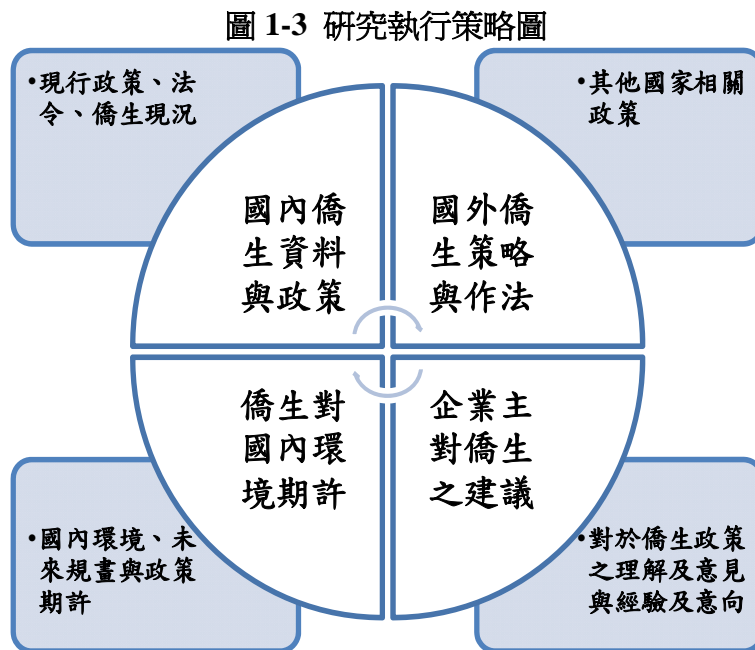 圖 1-3 研究執行策略圖
•現行政策、法
令、僑生現況
•其他國家相關
政策
國內僑
生資料
與政策
國外僑
生策略
與作法
僑生對
國內環
境期許
企業主
對僑生
之建議
•國內環境、未
來規畫與政策
期許
•對於僑生政策
之理解及意見
與經驗及意向